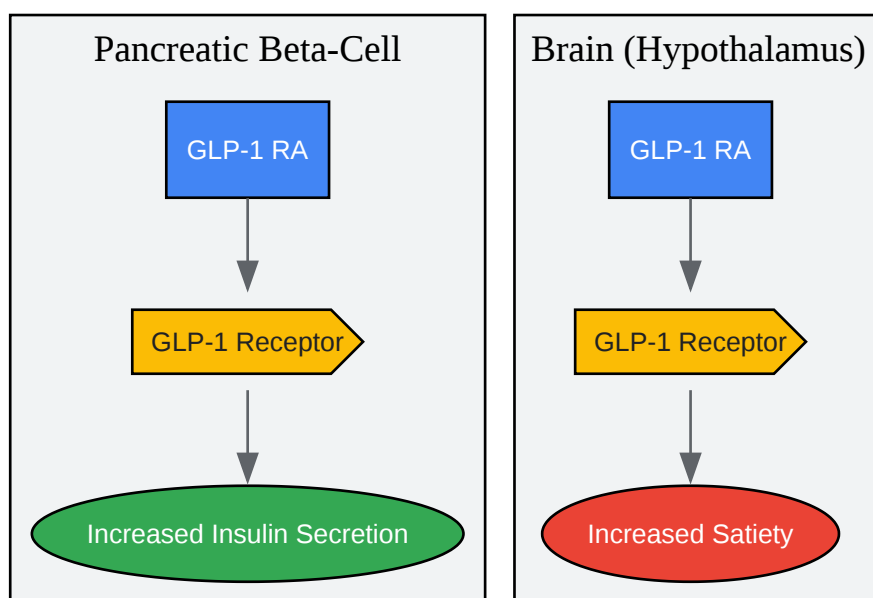 Pancreatic Beta-Cell
GLP-1 RA
GLP-1 Receptor
Increased Insulin Secretion
Brain (Hypothalamus)
GLP-1 RA
GLP-1 Receptor
Increased Satiety